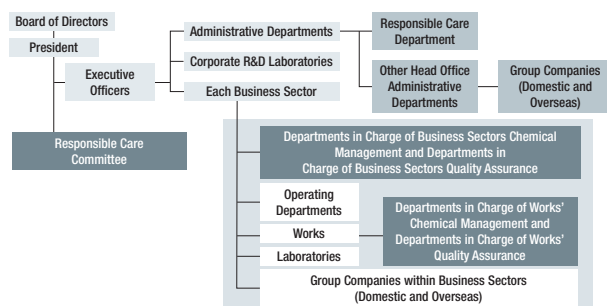 Board of Directors
President
Executive
Officers
Responsible Care
Committee
Administrative Departments
Corporate R&D Laboratories
Each Business Sector
Responsible Care
Department
Other Head Office
Administrative
Departments
Group Companies
(Domestic and
Overseas)
Departments in Charge of Business Sectors Chemical
Management and Departments in
Charge of Business Sectors Quality Assurance
Operating
Departments
Works
Laboratories
Departments in Charge of Works'
Chemical Management and
Departments in Charge of Works'
Quality Assurance
Group Companies within Business Sectors
(Domestic and Overseas)